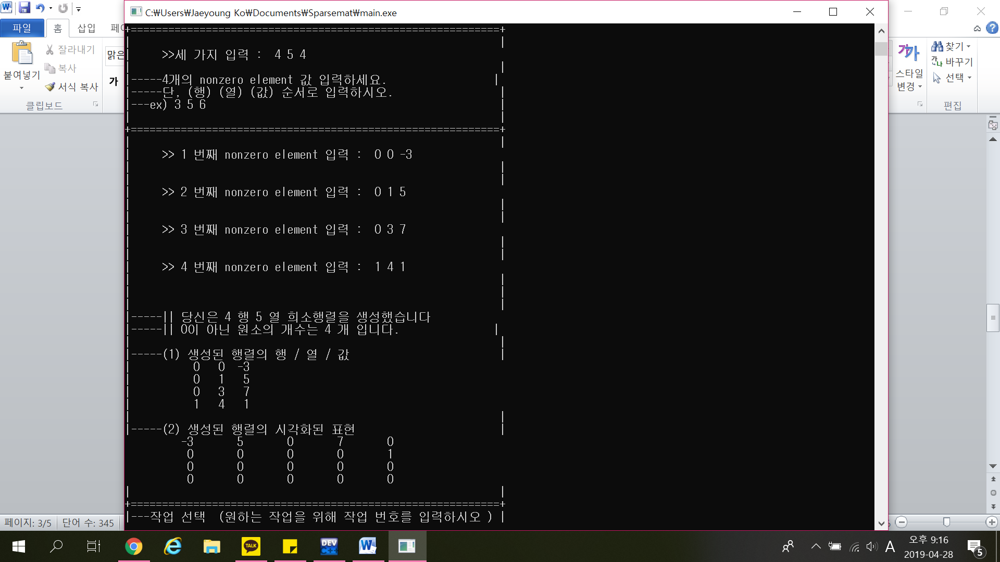 C:\Users\Jaeyoung Ko\Documents\Sparsemat\main.exe
파일
홈
삽입
잘라내기
복사
서식 복사
붙여넣기
클립보드
맑은
가
찾기
바꾸기
선택
스타일
변경
편집
+===========================================================+
>>세 가지 입력 :  4 5 4
|-----4개의 nonzero element 값 입력하세요. |
|-----단, (행) (열) (값) 순서로 입력하시오. |
|---ex) 3 5 6 |
+===========================================================+
>> 1 번째 nonzero element 입력 :  0 0 -3
>> 2 번째 nonzero element 입력 :  0 1 5
>> 3 번째 nonzero element 입력 :  0 3 7
>> 4 번째 nonzero element 입력 :  1 4 1
|-----|| 당신은 4 행 5 열 희소행렬을 생성했습니다
|-----|| 0이 아닌 원소의 개수는 4 개 입니다. |
|-----(1) 생성된 행렬의 행 / 열 / 값 |
0 0 -3
0 1 5
0 3 7
1 4 1
|-----(2) 생성된 행렬의 시각화된 표현 |
-3 5 0 7 0
0 0 0 0 1
0 0 0 0 0
0 0 0 0 0
+===========================================================+
|---작업 선택  (원하는 작업을 위해 작업 번호를 입력하시오 ) |
페이지: 3/5
단어 수: 345
TALK
DEV
C++
A
오후 9:16
2019-04-28
5